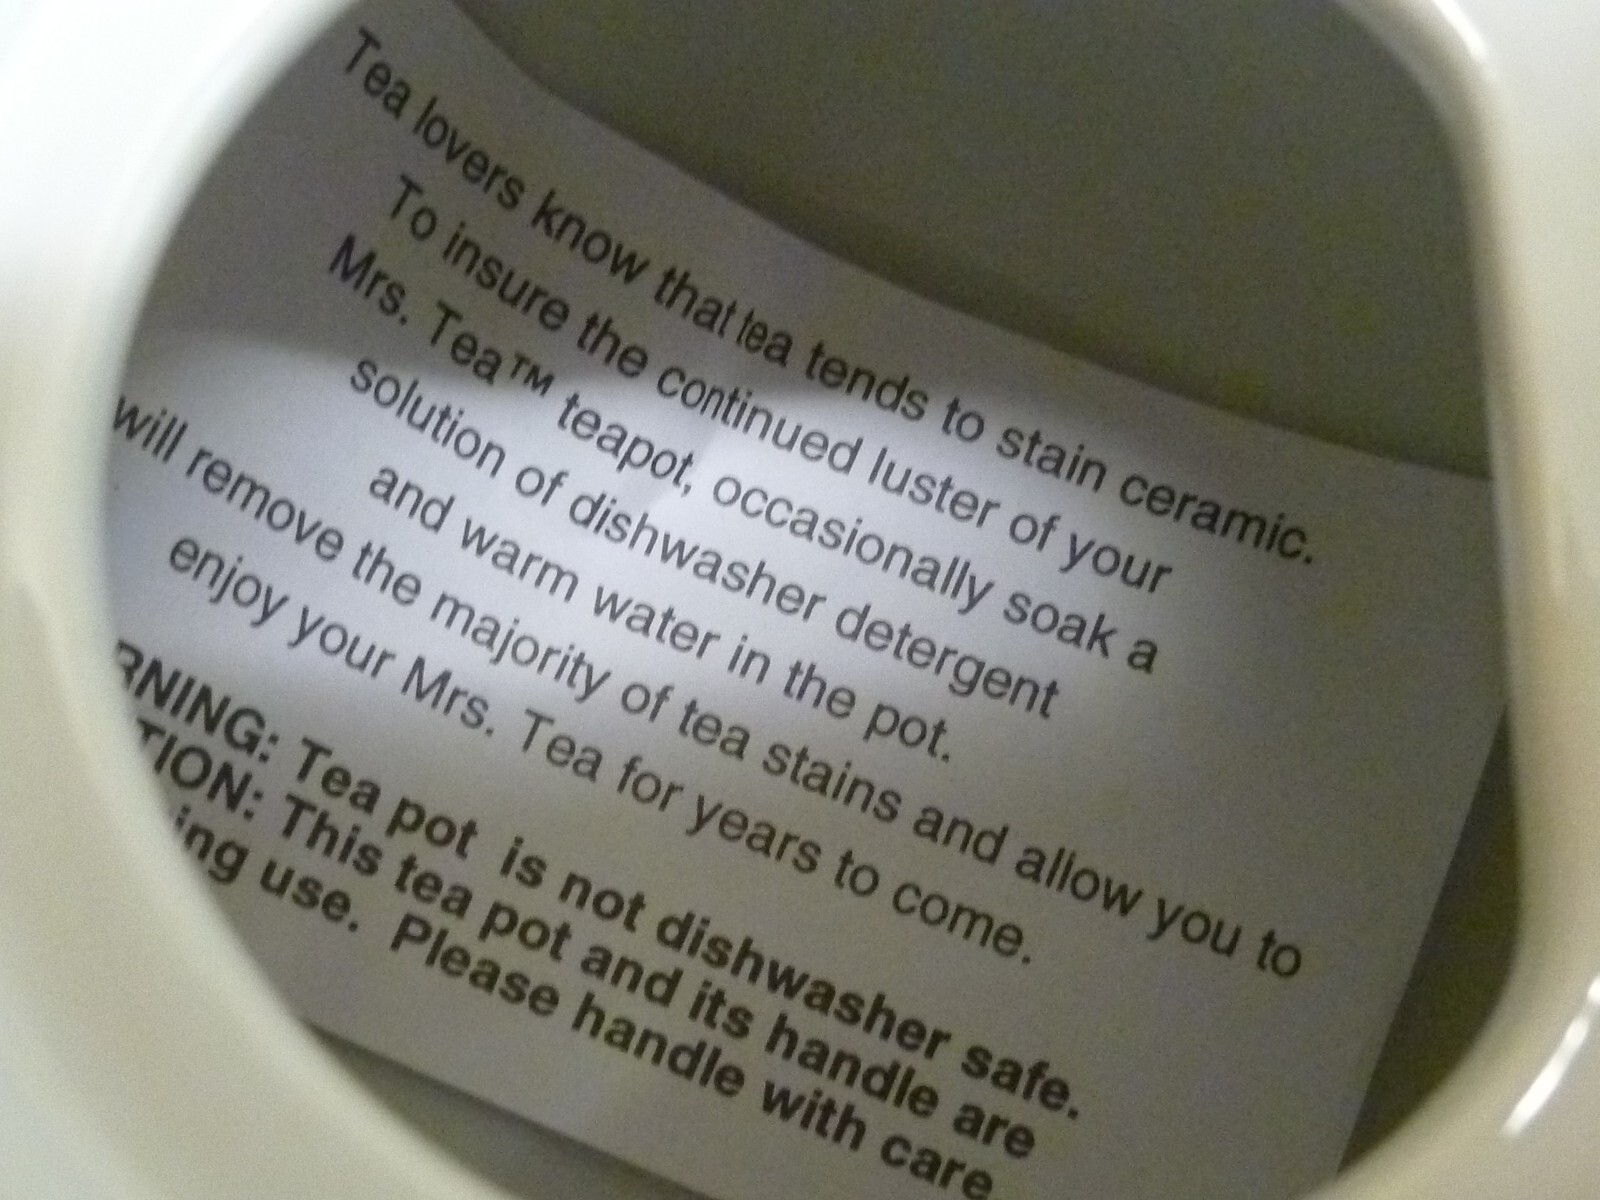 Tea lovers know that tea tends to stain ceramic.
To insure the continued luster of your
Mrs. Tea™ teapot, occasionally soak a
solution of dishwasher detergent
and warm water in the pot.
will remove the majority of tea stains and allow you to
enjoy your Mrs. Tea for years to come.
RNING: Tea pot is not dishwasher safe.
TION: This tea pot and its handle are
ing use. Please handle with care